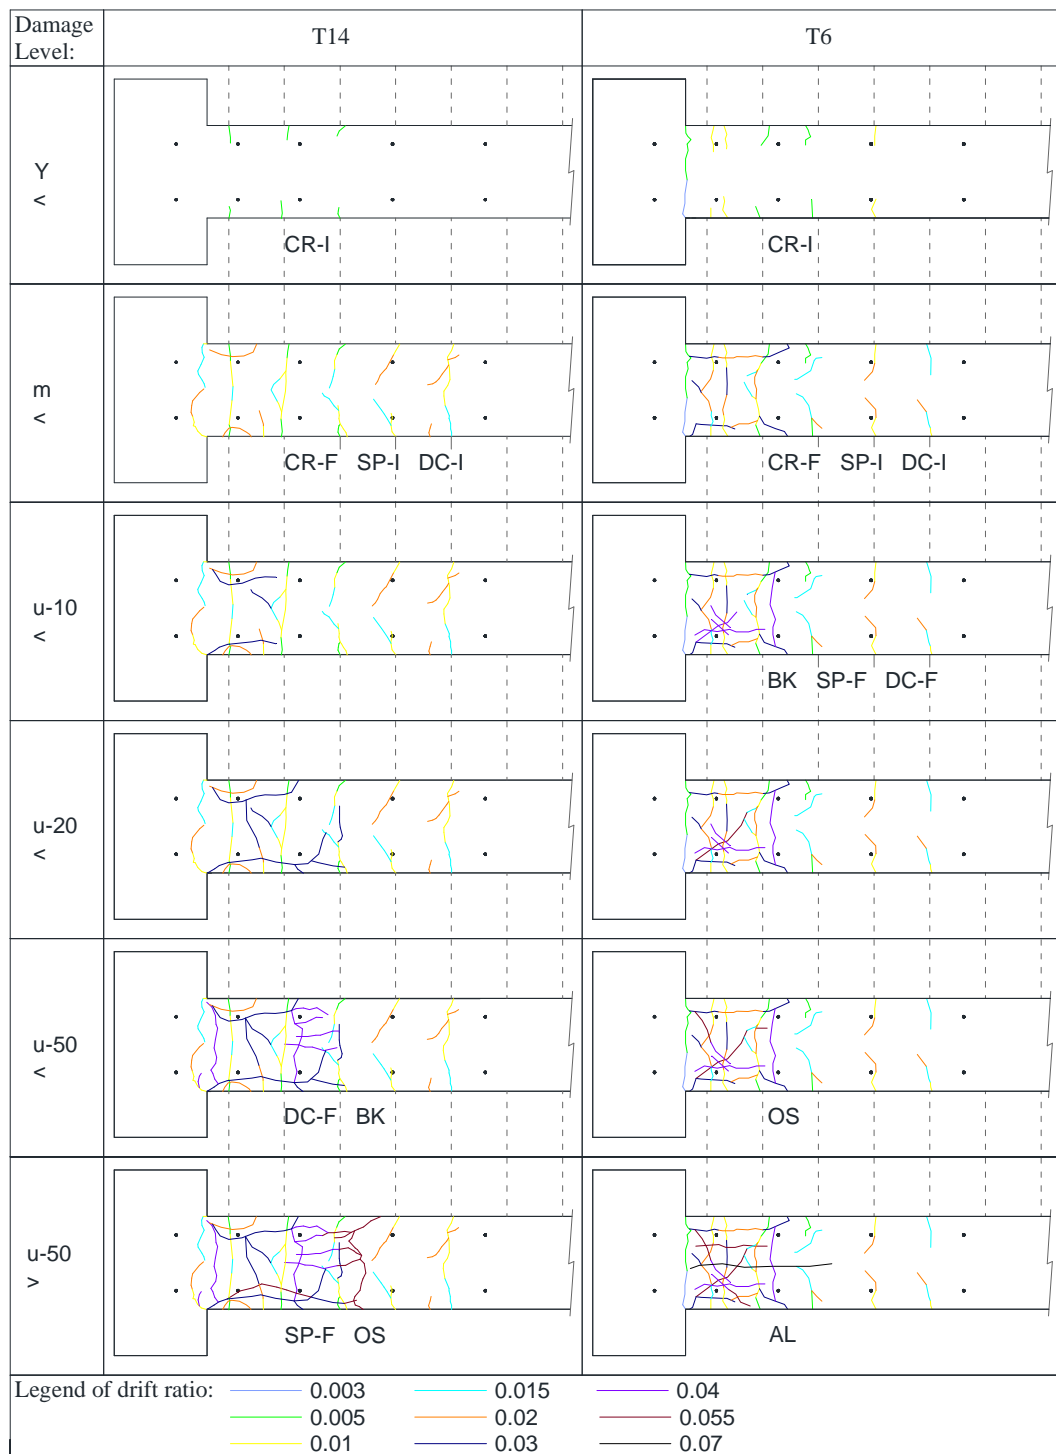 Damage Level: T14 T6
Y
<
CR-I CR-I
m
<
CR-F SP-I DC-I CR-F SP-I DC-I
u-10
<
BK SP-F DC-F
u-20
<
u-50
<
DC-F BK OS
u-50
>
SP-F OS AL
Legend of drift ratio: 0.003 0.015 0.04
0.005 0.02 0.055
0.01 0.03 0.07